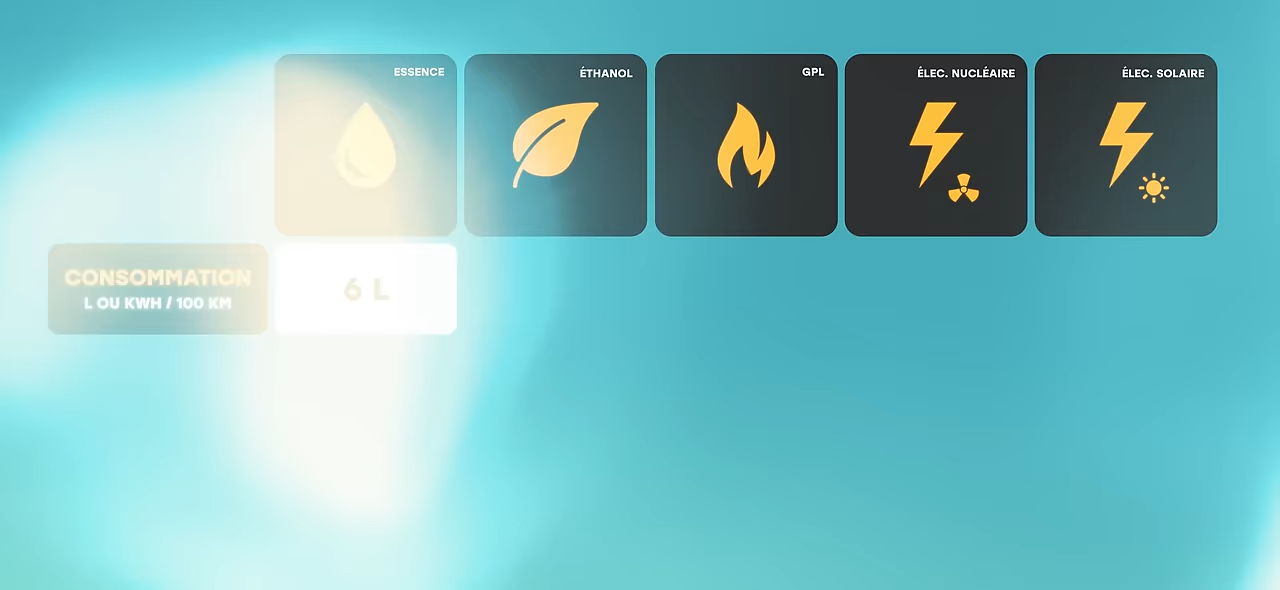 ESSENCE
ÉTHANOL
GPL
ÉLEC. NUCLÉAIRE
ÉLEC. SOLAIRE
CONSOMMATION
L OU KWH / 100 KM
6 L